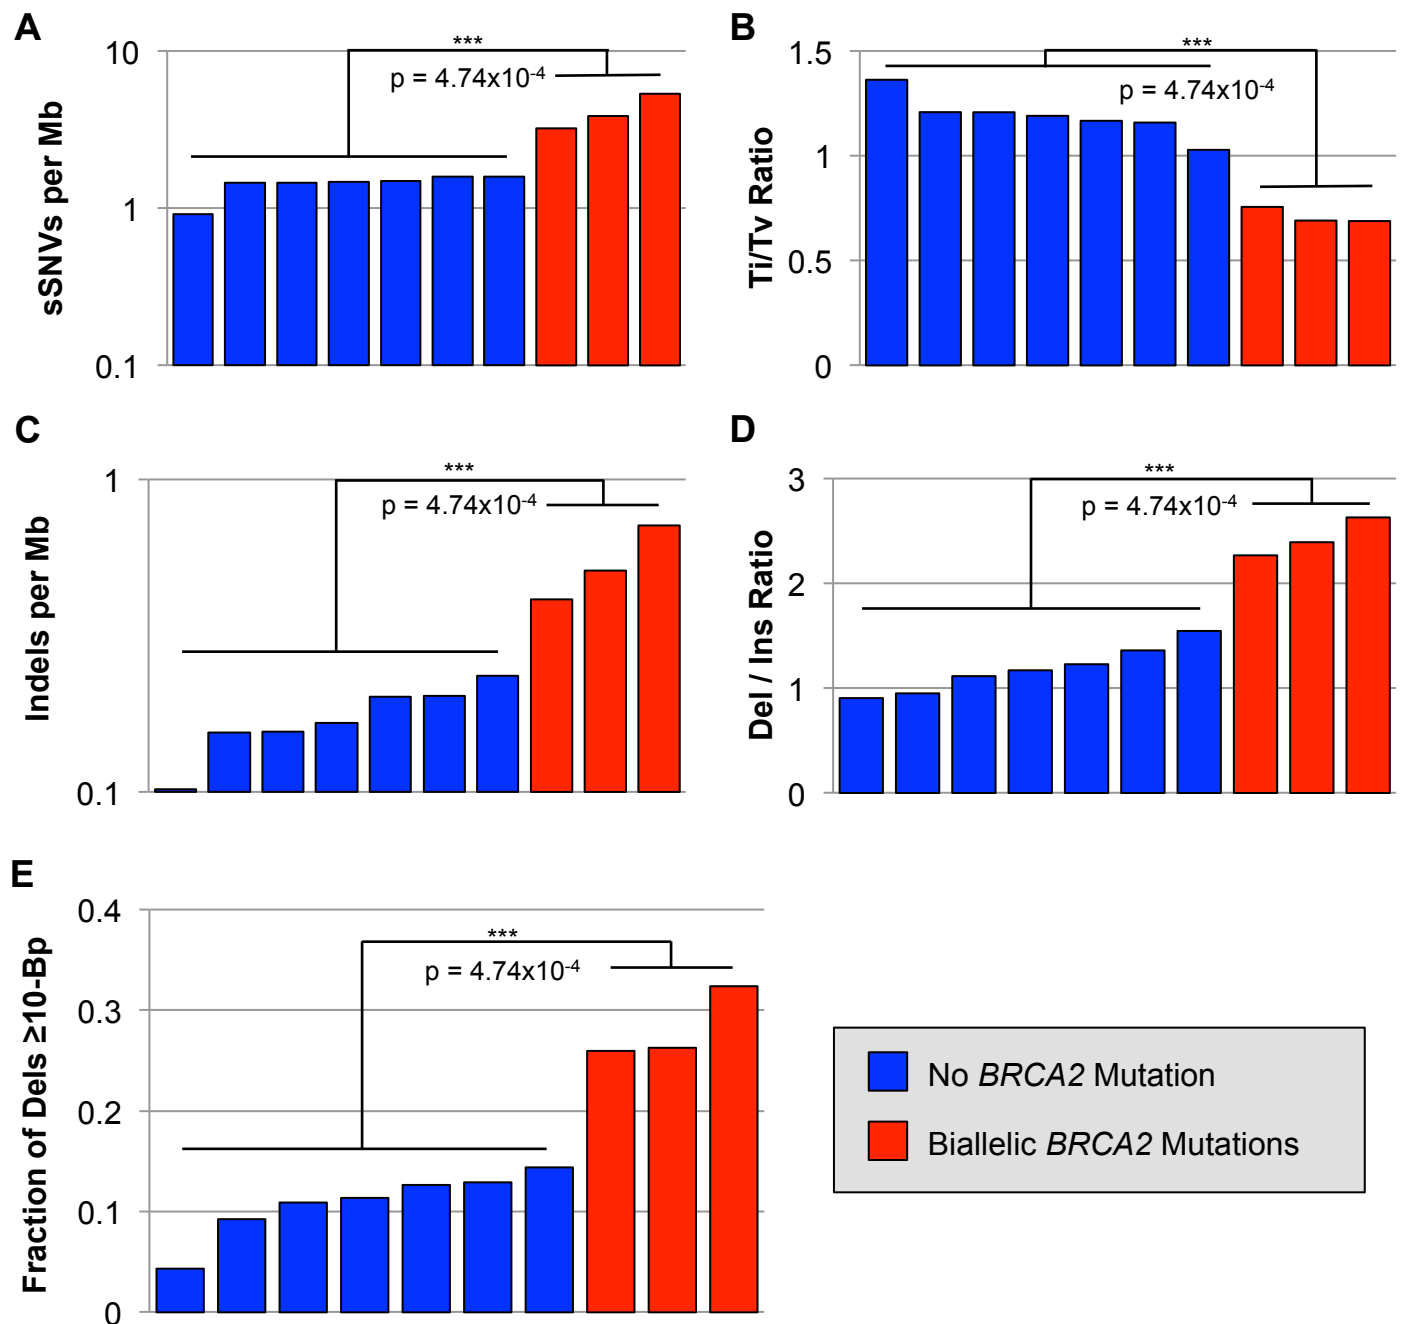 A
sSNVs per Mb
10
1
0.1
***
p = 4.74x10-4
B
Ti/Tv Ratio
1.5
1
0.5
0
***
p = 4.74x10-4
C
Indels per Mb
1
0.1
***
p = 4.74x10-4
D
Del / Ins Ratio
3
2
1
0
***
p = 4.74x10-4
E
Fraction of Dels ≥10-Bp
0.4
0.3
0.2
0.1
0
***
p = 4.74x10-4
No BRCA2 Mutation
Biallelic BRCA2 Mutations